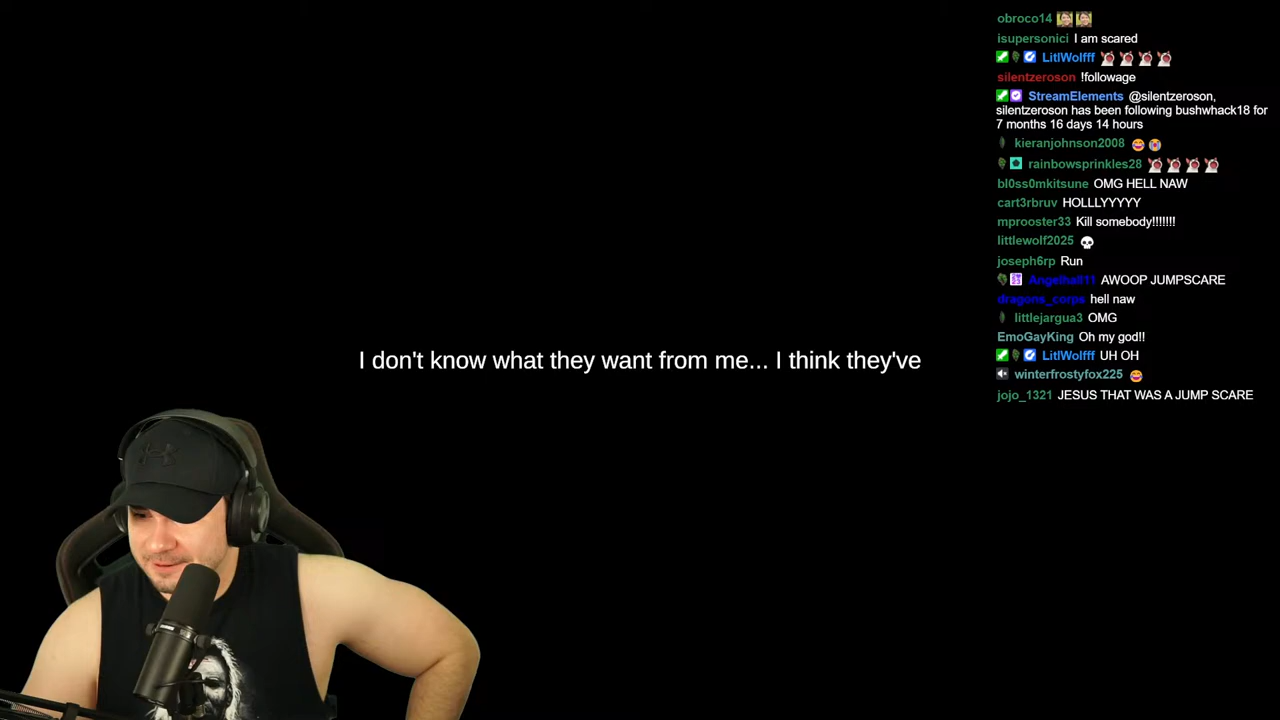 obroco14
isupersonici I am scared
LitlWolfff
silentzeroson !followage
StreamElements @silentzeroson,
silentzeroson has been following bushwhack18 for
7 months 16 days 14 hours
kieranjohnson2008
rainbowsprinkles28
bl0ss0mkitsune OMG HELL NAW
cart3rbruv HOLLLYYYYY
mprooster33 Kill somebody!!!!!!!
littlewolf2025
joseph6rp Run
Angelhall11 AWOOP JUMPSCARE
dragons_corps hell naw
littlejargua3 OMG
EmoGayKing Oh my god!!
LitlWolfff UH OH
winterfrostyfox225
jojo_1321 JESUS THAT WAS A JUMP SCARE
I don't know what they want from me... I think they've